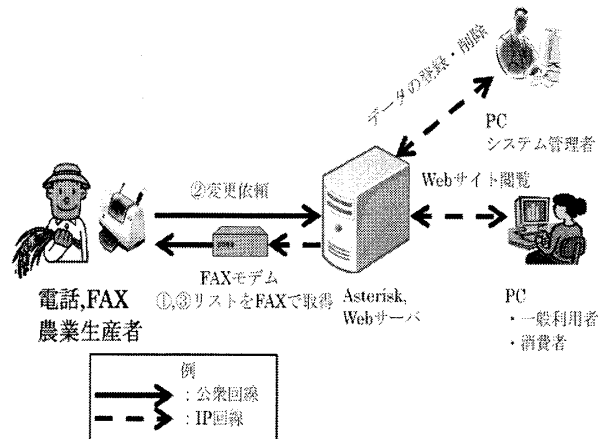 データの登録・削除
PC
システム管理者
②変更依頼
Webサイト閲覧
FAXモデム
①,③リストをFAXで取得
Asterisk,
Webサーバ
電話,FAX
農業生産者
PC
・一般利用者
・消費者
例
：公衆回線
：IP回線